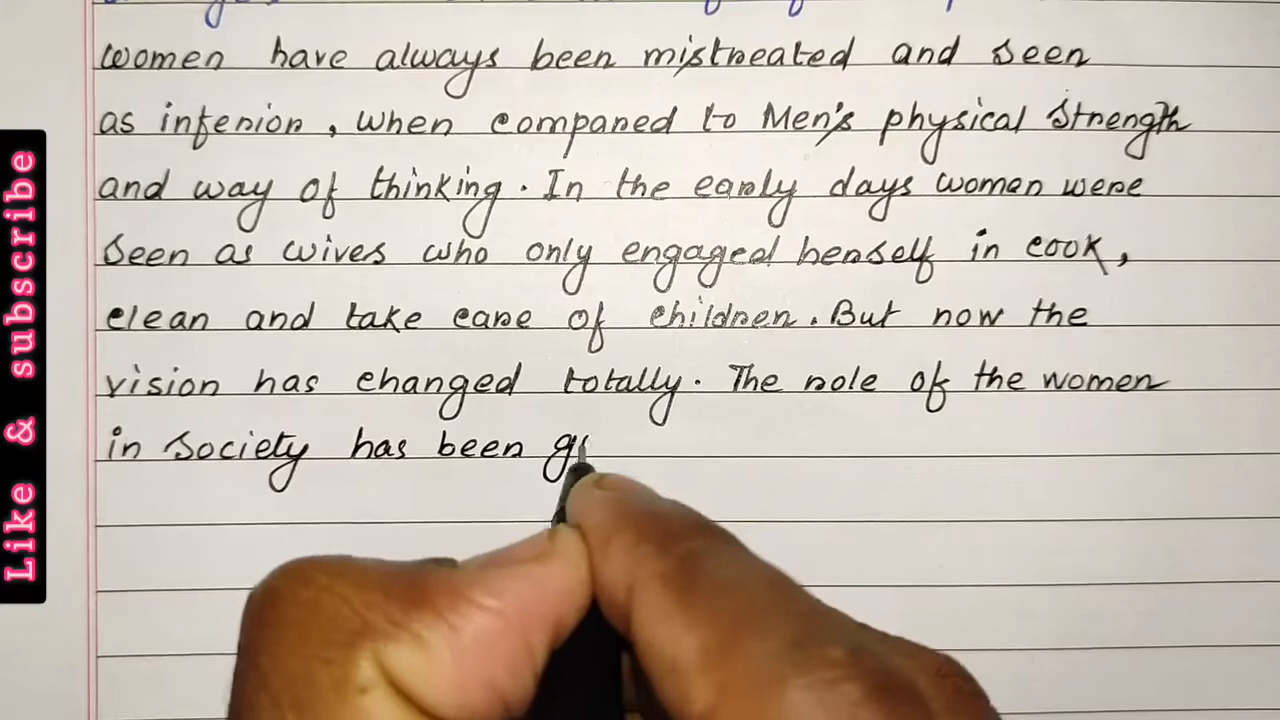 women have always been mistreated and seen
as inferior, when compared to Men's physical strength
and way of thinking. In the early days women were
seen as wives who only engaged herself in cook,
clean and take care of children. But now the
vision has changed totally. The role of the women
in society has been
Like & subscribe